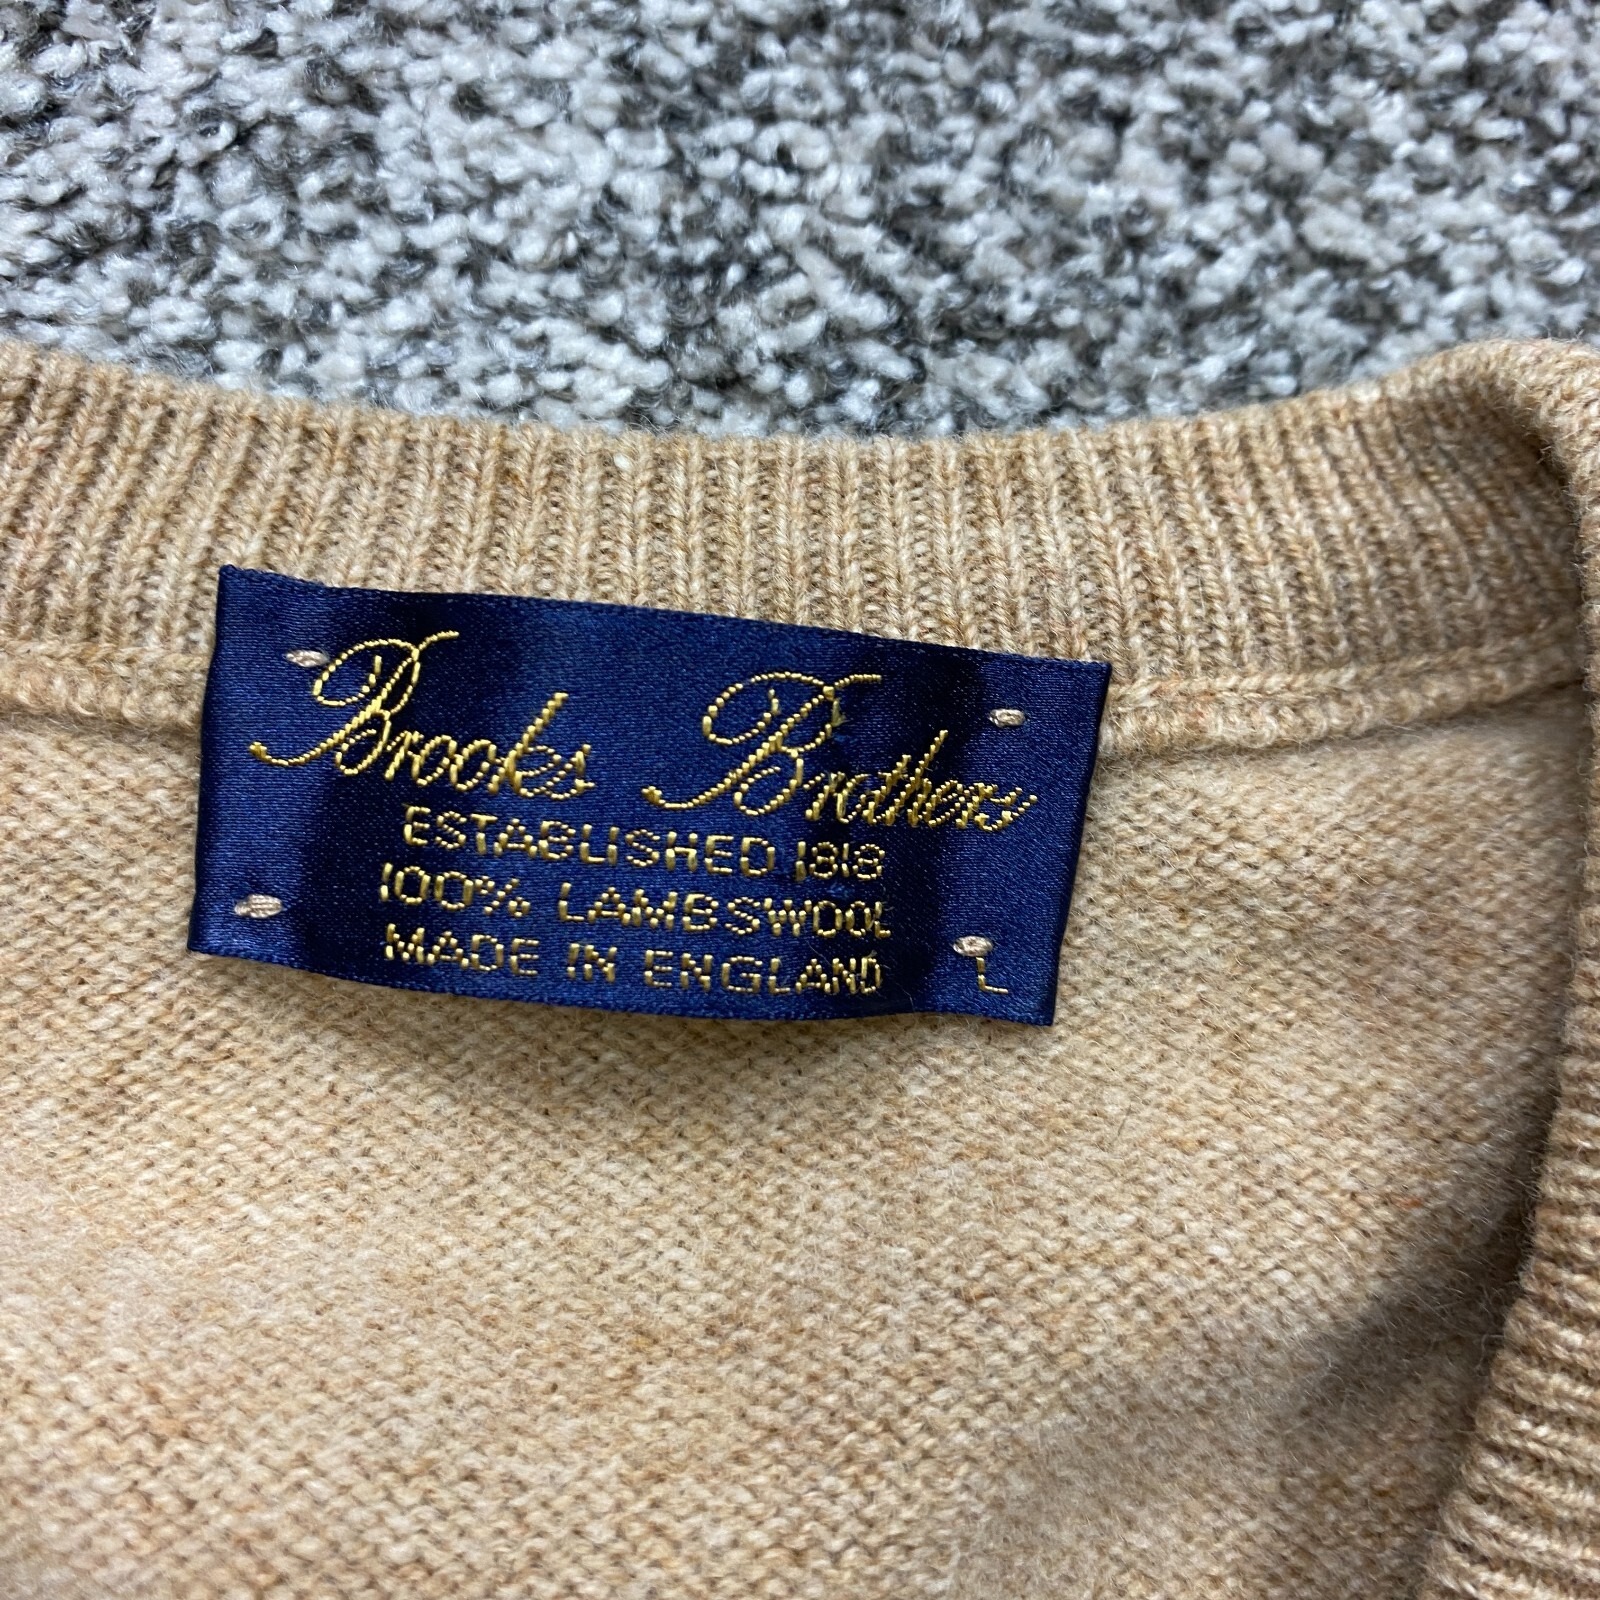 Brooks Brothers
ESTABLISHED 1818
100% LAMBSWOOL
MADE IN ENGLAND
L